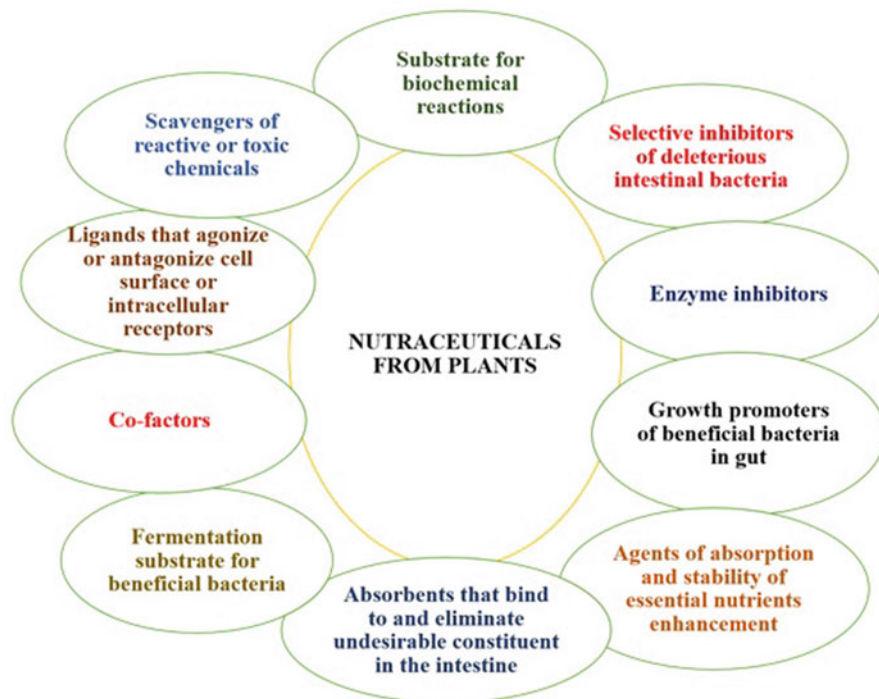 Substrate for
biochemical
reactions
Selective inhibitors
of deleterious
intestinal bacteria
Enzyme inhibitors
Growth promoters
of beneficial bacteria
in gut
Agents of absorption
and stability of
essential nutrients
enhancement
Absorbents that bind
to and eliminate
undesirable constituent
in the intestine
Fermentation
substrate for
beneficial bacteria
Co-factors
Ligands that agonize
or antagonize cell
surface or
intracellular
receptors
Scavengers of
reactive or toxic
chemicals
NUTRACEUTICALS
FROM PLANTS